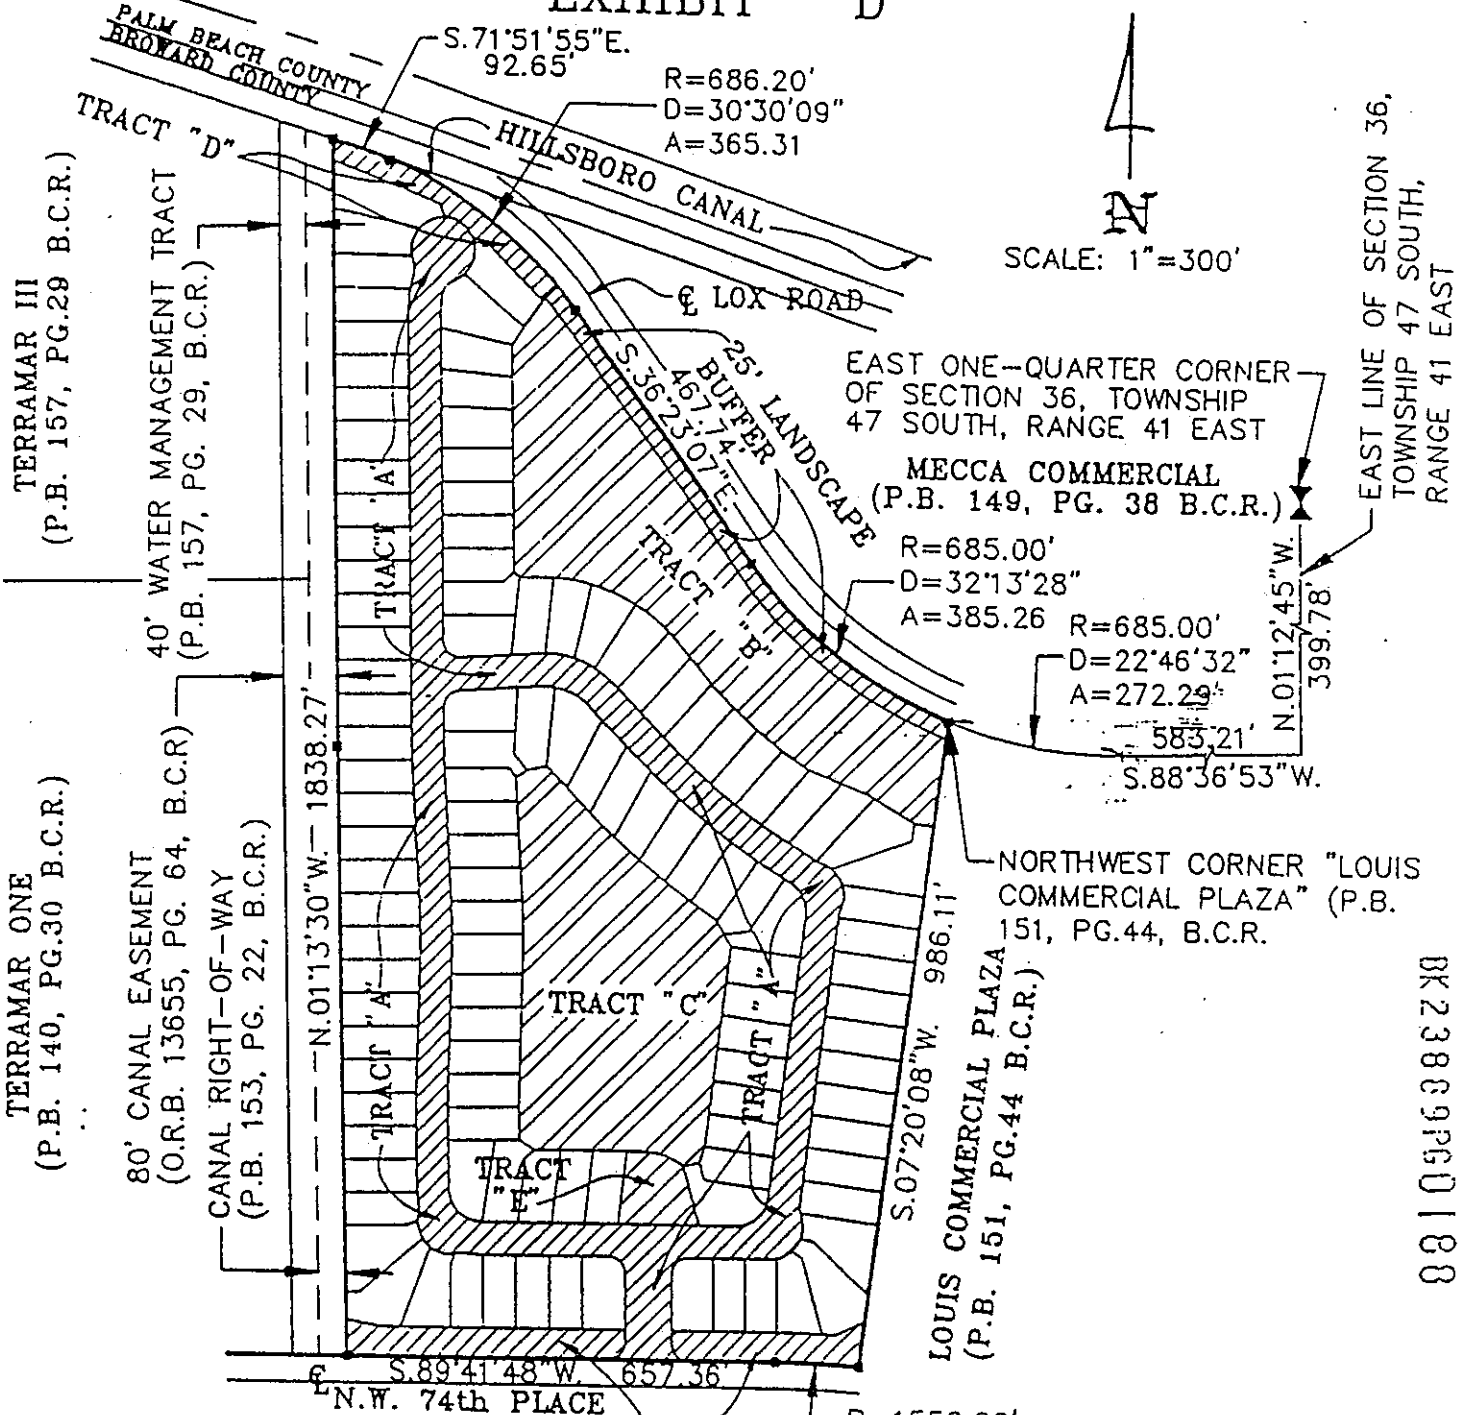 EXHIBIT "D"
PALM BEACH COUNTY
BROWARD COUNTY
S.71°51'55"E.
92.65'
R=686.20'
D=30°30'09"
A=365.31
TRACT "D"
HILLSBORO CANAL
N
SCALE: 1"=300'
℄ LOX ROAD
EAST LINE OF SECTION 36,
TOWNSHIP 47 SOUTH,
RANGE 41 EAST
TERRAMAR III
(P.B. 157, PG.29 B.C.R.)
40' WATER MANAGEMENT TRACT
(P.B. 157, PG. 29, B.C.R.)
25' LANDSCAPE
BUFFER
467.74'
S.36°23'07"E.
EAST ONE-QUARTER CORNER
OF SECTION 36, TOWNSHIP
47 SOUTH, RANGE 41 EAST
MECCA COMMERCIAL
(P.B. 149, PG. 38 B.C.R.)
R=685.00'
D=32°13'28"
A=385.26
R=685.00'
D=22°46'32"
A=272.29'
N.01°12'45"W.
399.78'
583.21'
S.88°36'53"W.
TRACT "A"
TRACT "B"
NORTHWEST CORNER "LOUIS
COMMERCIAL PLAZA" (P.B.
151, PG.44, B.C.R.
TERRAMAR ONE
(P.B. 140, PG.30 B.C.R.)
80' CANAL EASEMENT
(O.R.B. 13655, PG. 64, B.C.R)
CANAL RIGHT-OF-WAY
(P.B. 153, PG. 22, B.C.R.)
N.01°13'30"W. 1838.27'
TRACT "A"
TRACT "C"
TRACT "A"
S.07°20'08"W. 986.11'
LOUIS COMMERCIAL PLAZA
(P.B. 151, PG.44 B.C.R.)
TRACT
"E"
BK23869PG0188
S.89°41'48"W. 657.36'
℄ N.W. 74th PLACE